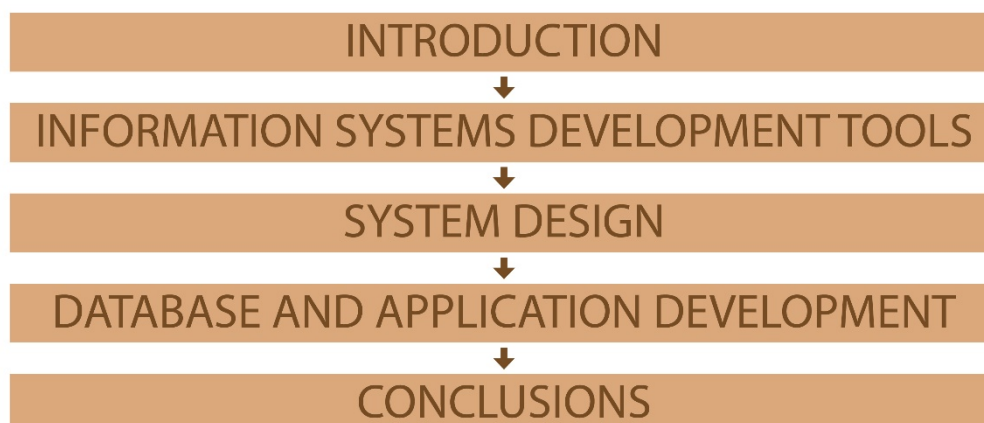 INTRODUCTION
INFORMATION SYSTEMS DEVELOPMENT TOOLS
SYSTEM DESIGN
DATABASE AND APPLICATION DEVELOPMENT
CONCLUSIONS